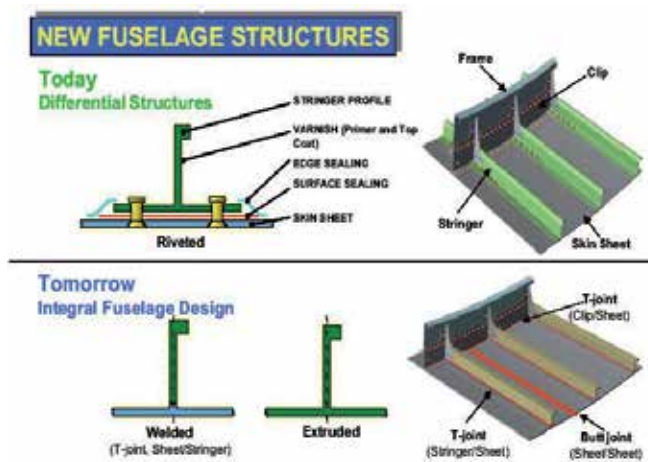 NEW FUSELAGE STRUCTURES
Today
Differential Structures
STRINGER PROFILE
VARNISH (Primer and Top
Coat)
EDGE SEALING
SURFACE SEALING
SKIN SHEET
Riveted
Frame
Clip
Stringer
Skin Sheet
Tomorrow
Integral Fuselage Design
Welded
(T-joint, Sheet/Stringer)
Extruded
T-joint
(Clip/Sheet)
T-joint
(Stringer/Sheet)
Butt joint
(Sheet/Sheet)